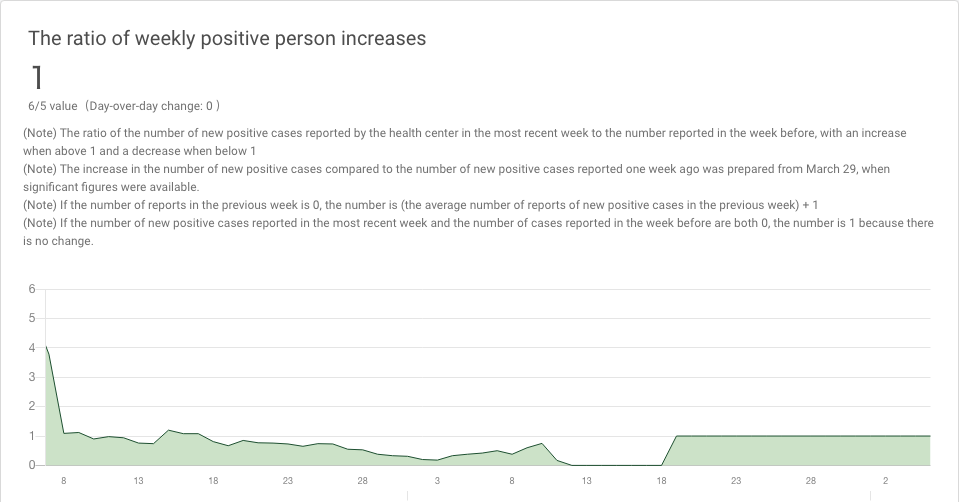 The ratio of weekly positive person increases
1
6/5 value （Day-over-day change: 0 ）
(Note) The ratio of the number of new positive cases reported by the health center in the most recent week to the number reported in the week before, with an increase
when above 1 and a decrease when below 1
(Note) The increase in the number of new positive cases compared to the number of new positive cases reported one week ago was prepared from March 29, when
significant figures were available.
(Note) If the number of reports in the previous week is 0, the number is (the average number of reports of new positive cases in the previous week) + 1
(Note) If the number of new positive cases reported in the most recent week and the number of cases reported in the week before are both 0, the number is 1 because there
is no change.
6
5
4
3
2
1
0
8 13 18 23 28 3 8 13 18 23 28 2